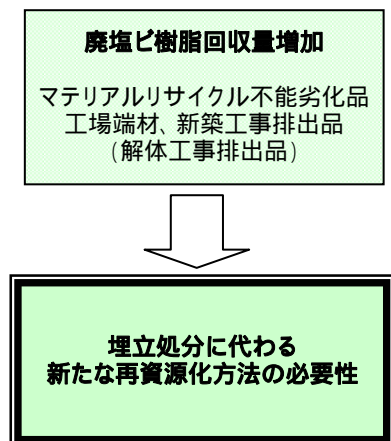 廃塩ビ樹脂回収量増加
マテリアルリサイクル不能劣化品
工場端材、新築工事排出品
(解体工事排出品)
埋立処分に代わる
新たな再資源化方法の必要性